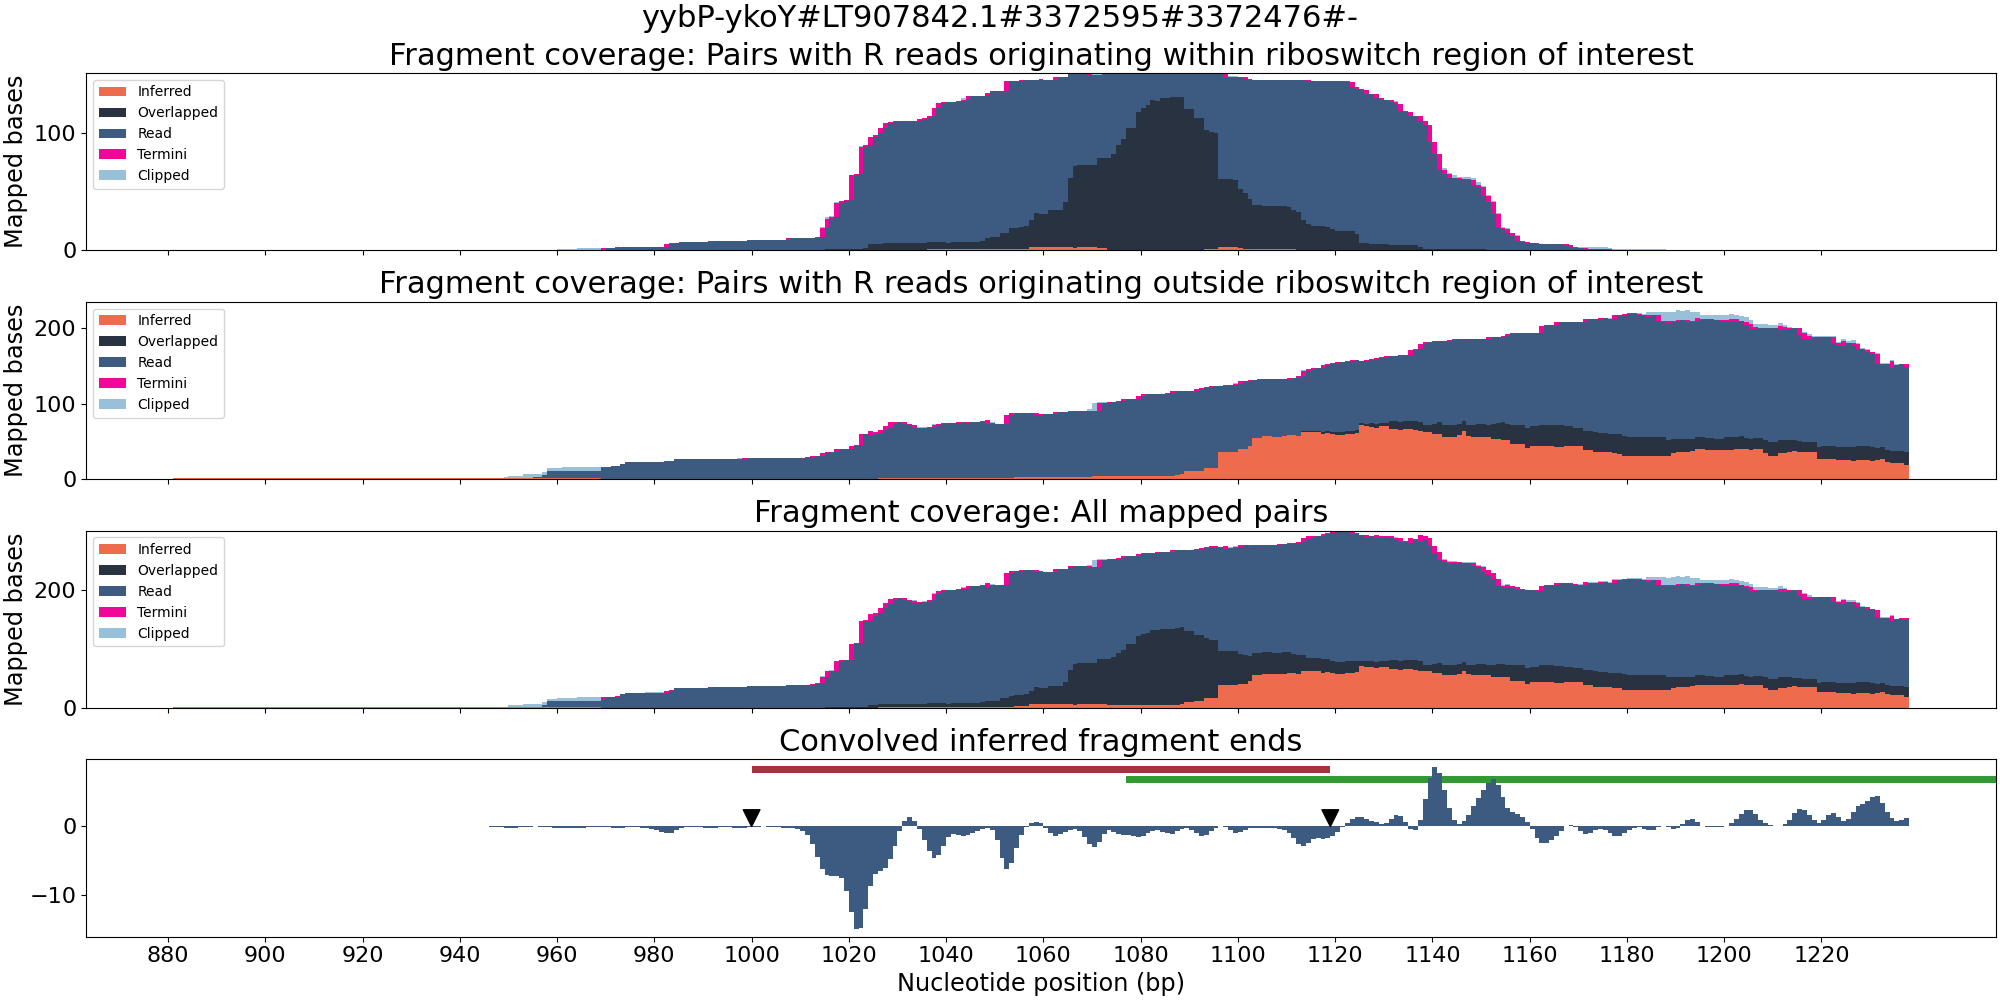 yybP-ykoY#LT907842.1#3372595#3372476#-
Fragment coverage: Pairs with R reads originating within riboswitch region of interest
Mapped bases
100
0
Inferred
Overlapped
Read
Termini
Clipped
Fragment coverage: Pairs with R reads originating outside riboswitch region of interest
Mapped bases
200
100
0
Inferred
Overlapped
Read
Termini
Clipped
Fragment coverage: All mapped pairs
Mapped bases
200
0
Inferred
Overlapped
Read
Termini
Clipped
Convolved inferred fragment ends
0
−10
880 900 920 940 960 980 1000 1020 1040 1060 1080 1100 1120 1140 1160 1180 1200 1220
Nucleotide position (bp)